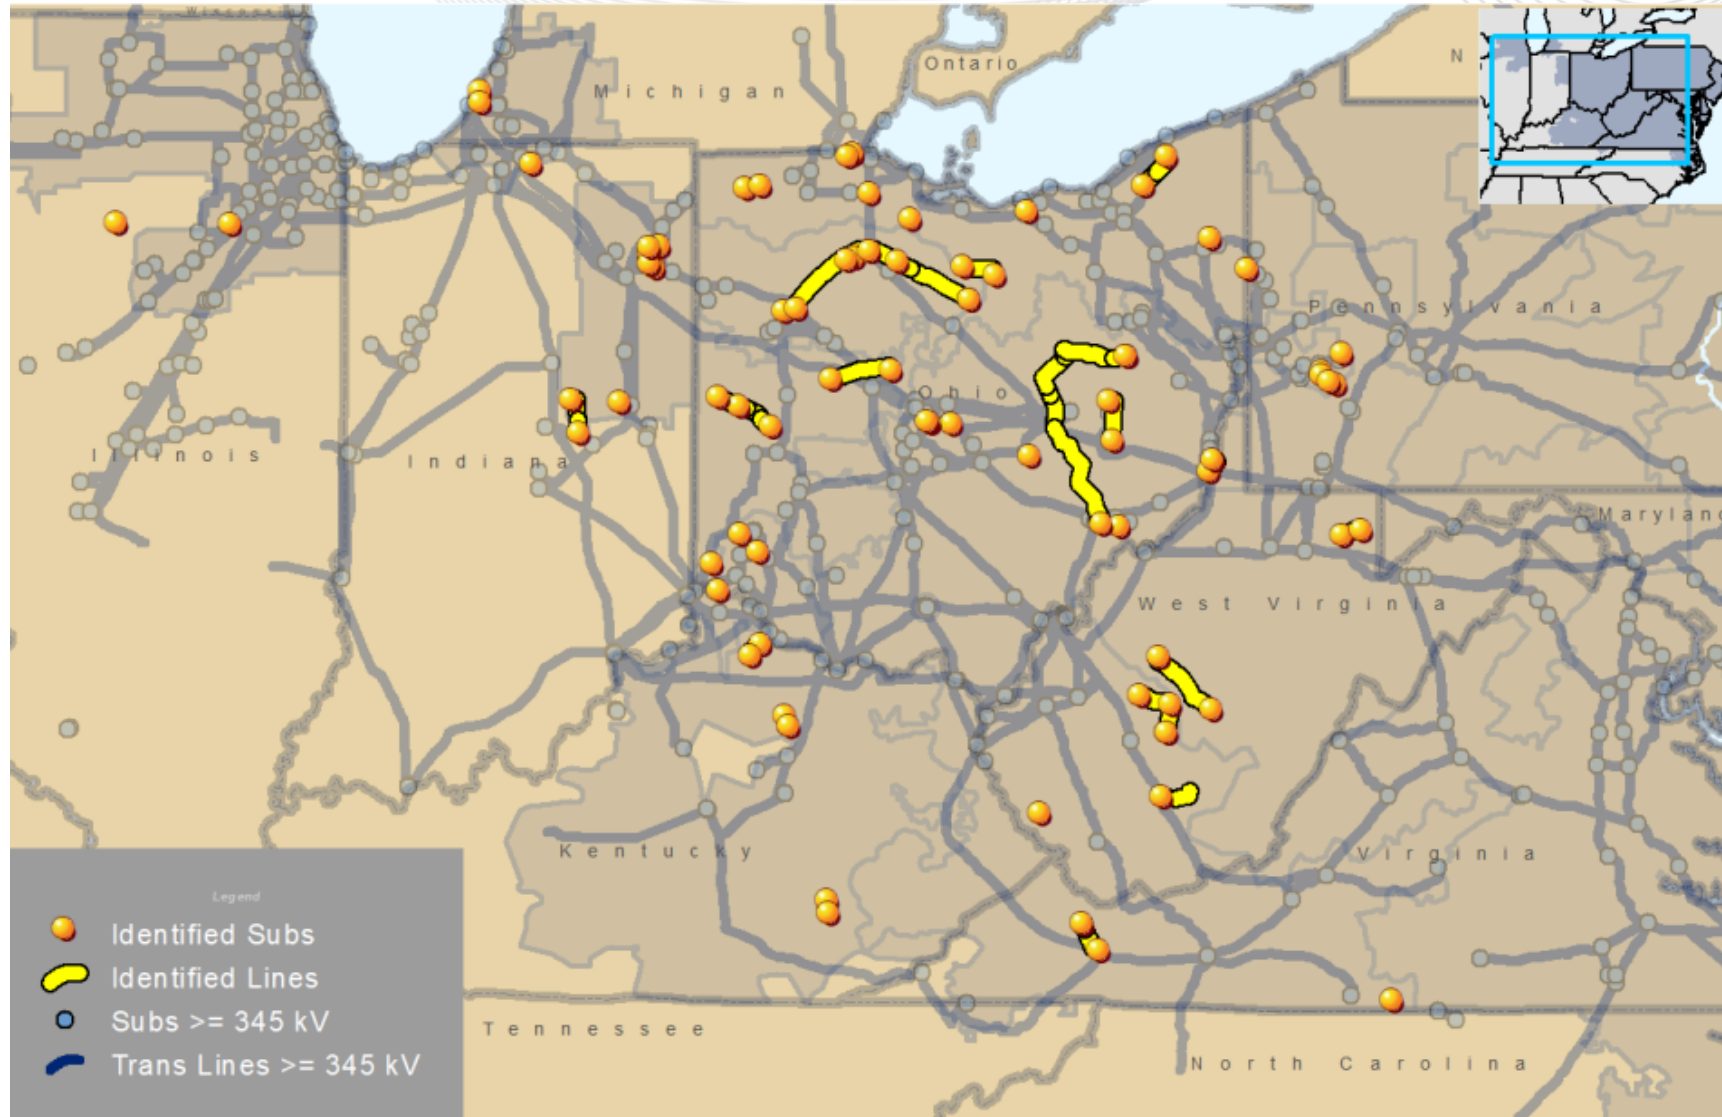 Wisconsin
Ontario
N
Michigan
Pennsylvania
Ohio
Illinois
Indiana
Maryland
West Virginia
Kentucky
Virginia
Legend
Identified Subs
Identified Lines
Subs >= 345 kV
Trans Lines >= 345 kV
Tennessee
North Carolina